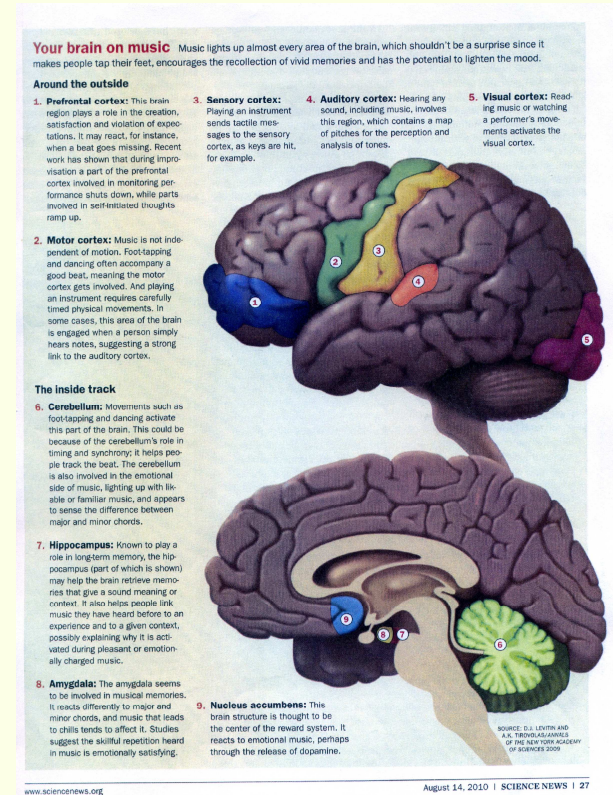 Your brain on music Music lights up almost every area of the brain, which shouldn't be a surprise since it
makes people tap their feet, encourages the recollection of vivid memories and has the potential to lighten the mood.
Around the outside
1. Prefrontal cortex: This brain
region plays a role in the creation,
satisfaction and violation of expec-
tations. It may react, for instance,
when a beat goes missing. Recent
work has shown that during impro-
visation a part of the prefrontal
cortex involved in monitoring per-
formance shuts down, while parts
involved in self-initiated thoughts
ramp up.
2. Motor cortex: Music is not inde-
pendent of motion. Foot-tapping
and dancing often accompany a
good beat, meaning the motor
cortex gets involved. And playing
an instrument requires carefully
timed physical movements. In
some cases, this area of the brain
is engaged when a person simply
hears notes, suggesting a strong
link to the auditory cortex.
3. Sensory cortex:
Playing an instrument
sends tactile mes-
sages to the sensory
cortex, as keys are hit,
for example.
4. Auditory cortex: Hearing any
sound, including music, involves
this region, which contains a map
of pitches for the perception and
analysis of tones.
5. Visual cortex: Read-
ing music or watching
a performer's move-
ments activates the
visual cortex.
1
2
3
4
5
The inside track
6. Cerebellum: Movements such as
foot-tapping and dancing activate
this part of the brain. This could be
because of the cerebellum's role in
timing and synchrony; it helps peo-
ple track the beat. The cerebellum
is also involved in the emotional
side of music, lighting up with lik-
able or familiar music, and appears
to sense the difference between
major and minor chords.
7. Hippocampus: Known to play a
role in long-term memory, the hip-
pocampus (part of which is shown)
may help the brain retrieve memo-
ries that give a sound meaning or
context. It also helps people link
music they have heard before to an
experience and to a given context,
possibly explaining why it is acti-
vated during pleasant or emotion-
ally charged music.
8. Amygdala: The amygdala seems
to be involved in musical memories.
It reacts differently to major and
minor chords, and music that leads
to chills tends to affect it. Studies
suggest the skillful repetition heard
in music is emotionally satisfying.
9. Nucleus accumbens: This
brain structure is thought to be
the center of the reward system. It
reacts to emotional music, perhaps
through the release of dopamine.
9
8
7
6
SOURCE: D.J. LEVITIN AND
A.K. TIROVOLAS/ANNALS
OF THE NEW YORK ACADEMY
OF SCIENCES 2009
www.sciencenews.org
August 14, 2010 | SCIENCE NEWS | 27